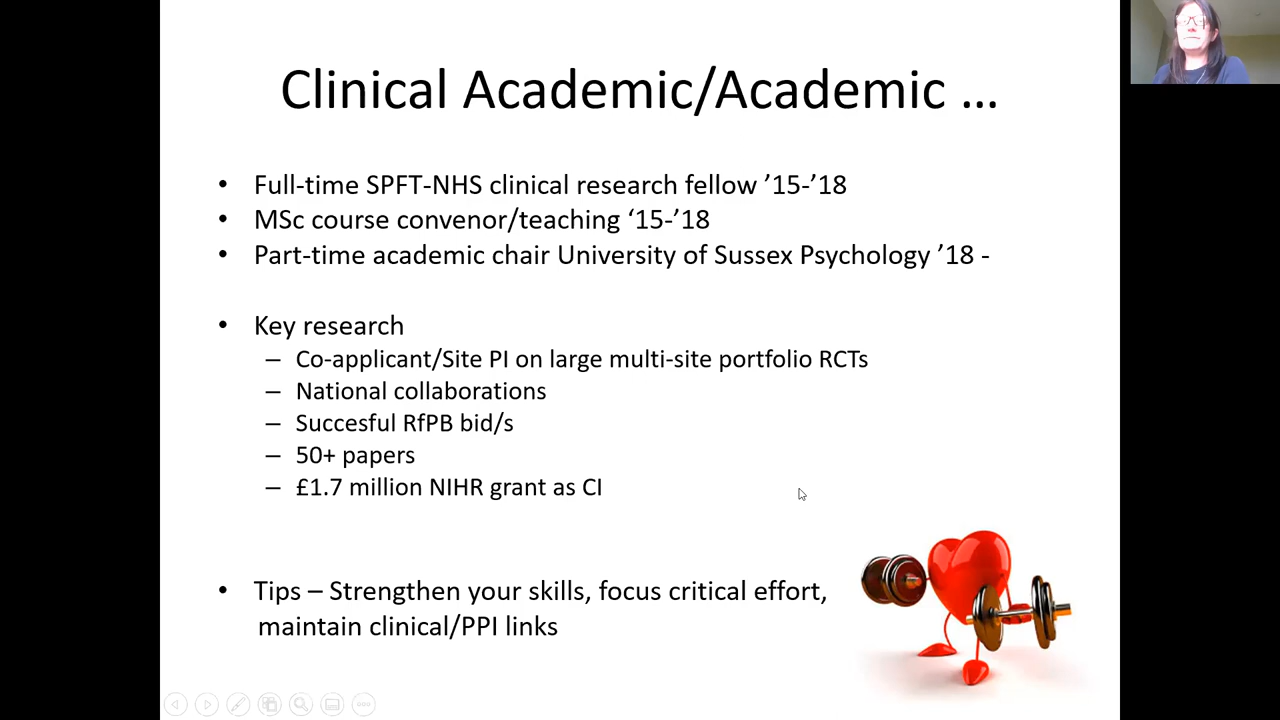 Clinical Academic/Academic ...
• Full-time SPFT-NHS clinical research fellow ’15-’18
• MSc course convenor/teaching ‘15-’18
• Part-time academic chair University of Sussex Psychology ’18 -
• Key research
– Co-applicant/Site PI on large multi-site portfolio RCTs
– National collaborations
– Succesful RfPB bid/s
– 50+ papers
– £1.7 million NIHR grant as CI
• Tips – Strengthen your skills, focus critical effort,
maintain clinical/PPI links